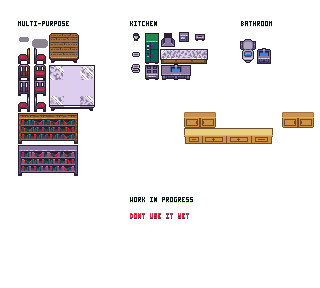 MULTI-PURPOSE
KITCHEN
BATHROOM
WORK IN PROGRESS
DONT USE IT YET